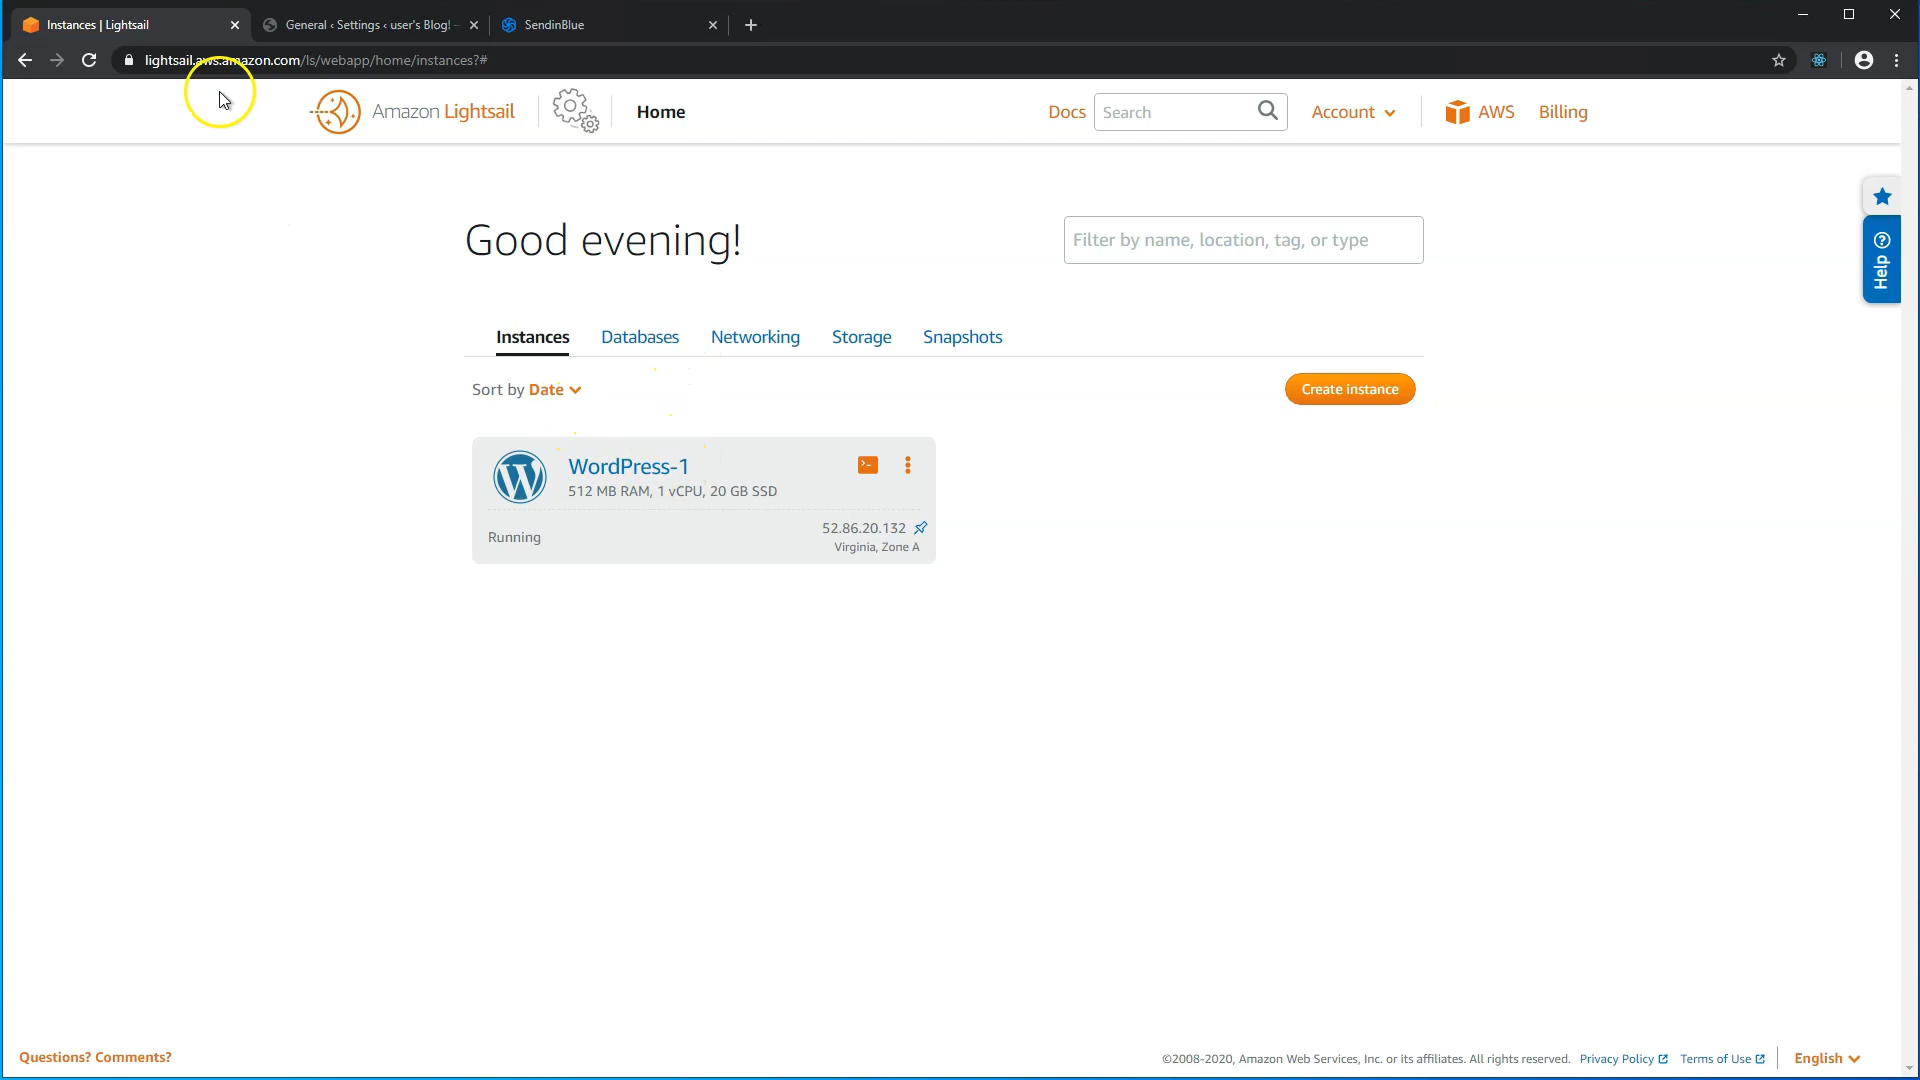 Instances | Lightsail
General ‹ Settings ‹ user's Blog! –
SendinBlue
lightsail.aws.amazon.com/ls/webapp/home/instances?#
Amazon Lightsail
Home
Docs
Search
Account
AWS
Billing
Help
Good evening!
Filter by name, location, tag, or type
Instances
Databases
Networking
Storage
Snapshots
Sort by Date
Create instance
WordPress-1
512 MB RAM, 1 vCPU, 20 GB SSD
Running
52.86.20.132
Virginia, Zone A
Questions? Comments?
©2008-2020, Amazon Web Services, Inc. or its affiliates. All rights reserved.
Privacy Policy
Terms of Use
English